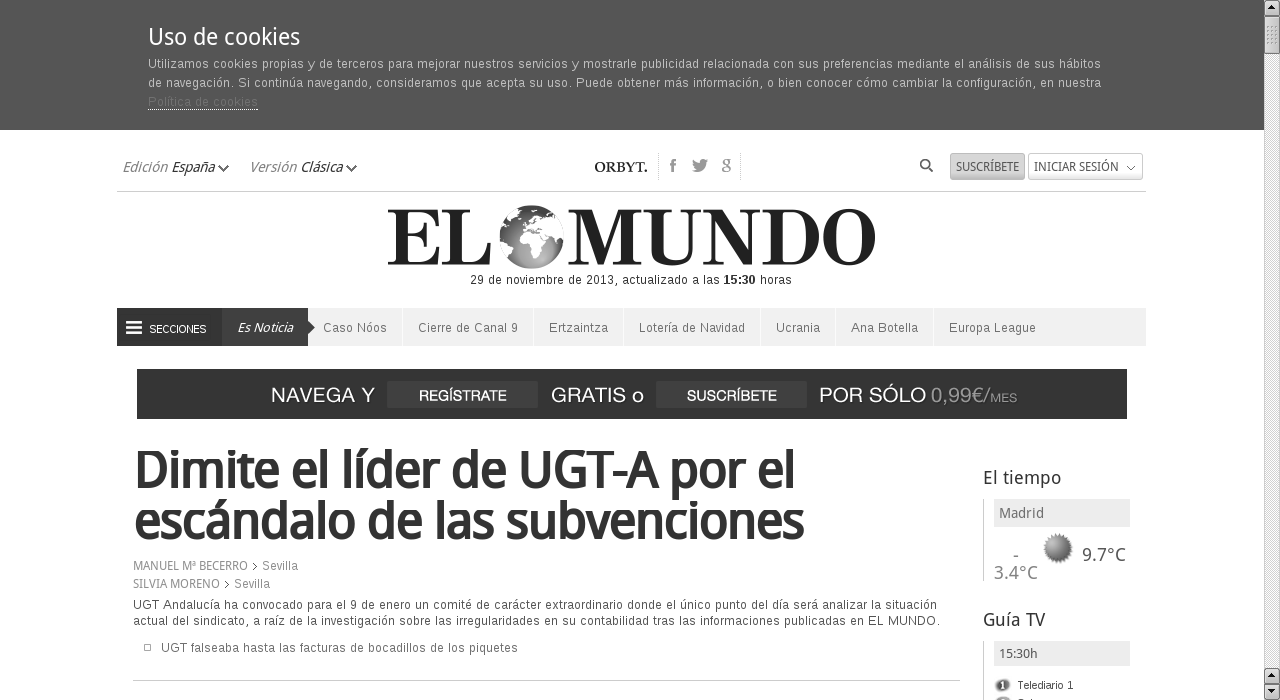 Uso de cookies
Utilizamos cookies propias y de terceros para mejorar nuestros servicios y mostrarle publicidad relacionada con sus preferencias mediante el análisis de sus hábitos
de navegación. Si continúa navegando, consideramos que acepta su uso. Puede obtener más información, o bien conocer cómo cambiar la configuración, en nuestra
Política de cookies
Edición España Versión Clásica ORBYT. SUSCRÍBETE INICIAR SESIÓN
EL MUNDO
29 de noviembre de 2013, actualizado a las 15:30 horas
SECCIONES Es Noticia Caso Nóos Cierre de Canal 9 Ertzaintza Lotería de Navidad Ucrania Ana Botella Europa League
NAVEGA Y REGÍSTRATE GRATIS o SUSCRÍBETE POR SÓLO 0,99€/MES
Dimite el líder de UGT-A por el
escándalo de las subvenciones
MANUEL Mª BECERRO > Sevilla
SILVIA MORENO > Sevilla
UGT Andalucía ha convocado para el 9 de enero un comité de carácter extraordinario donde el único punto del día será analizar la situación
actual del sindicato, a raíz de la investigación sobre las irregularidades en su contabilidad tras las informaciones publicadas en EL MUNDO.
UGT falseaba hasta las facturas de bocadillos de los piquetes
El tiempo
Madrid
-
3.4°C
9.7°C
Guía TV
15:30h
1 Telediario 1